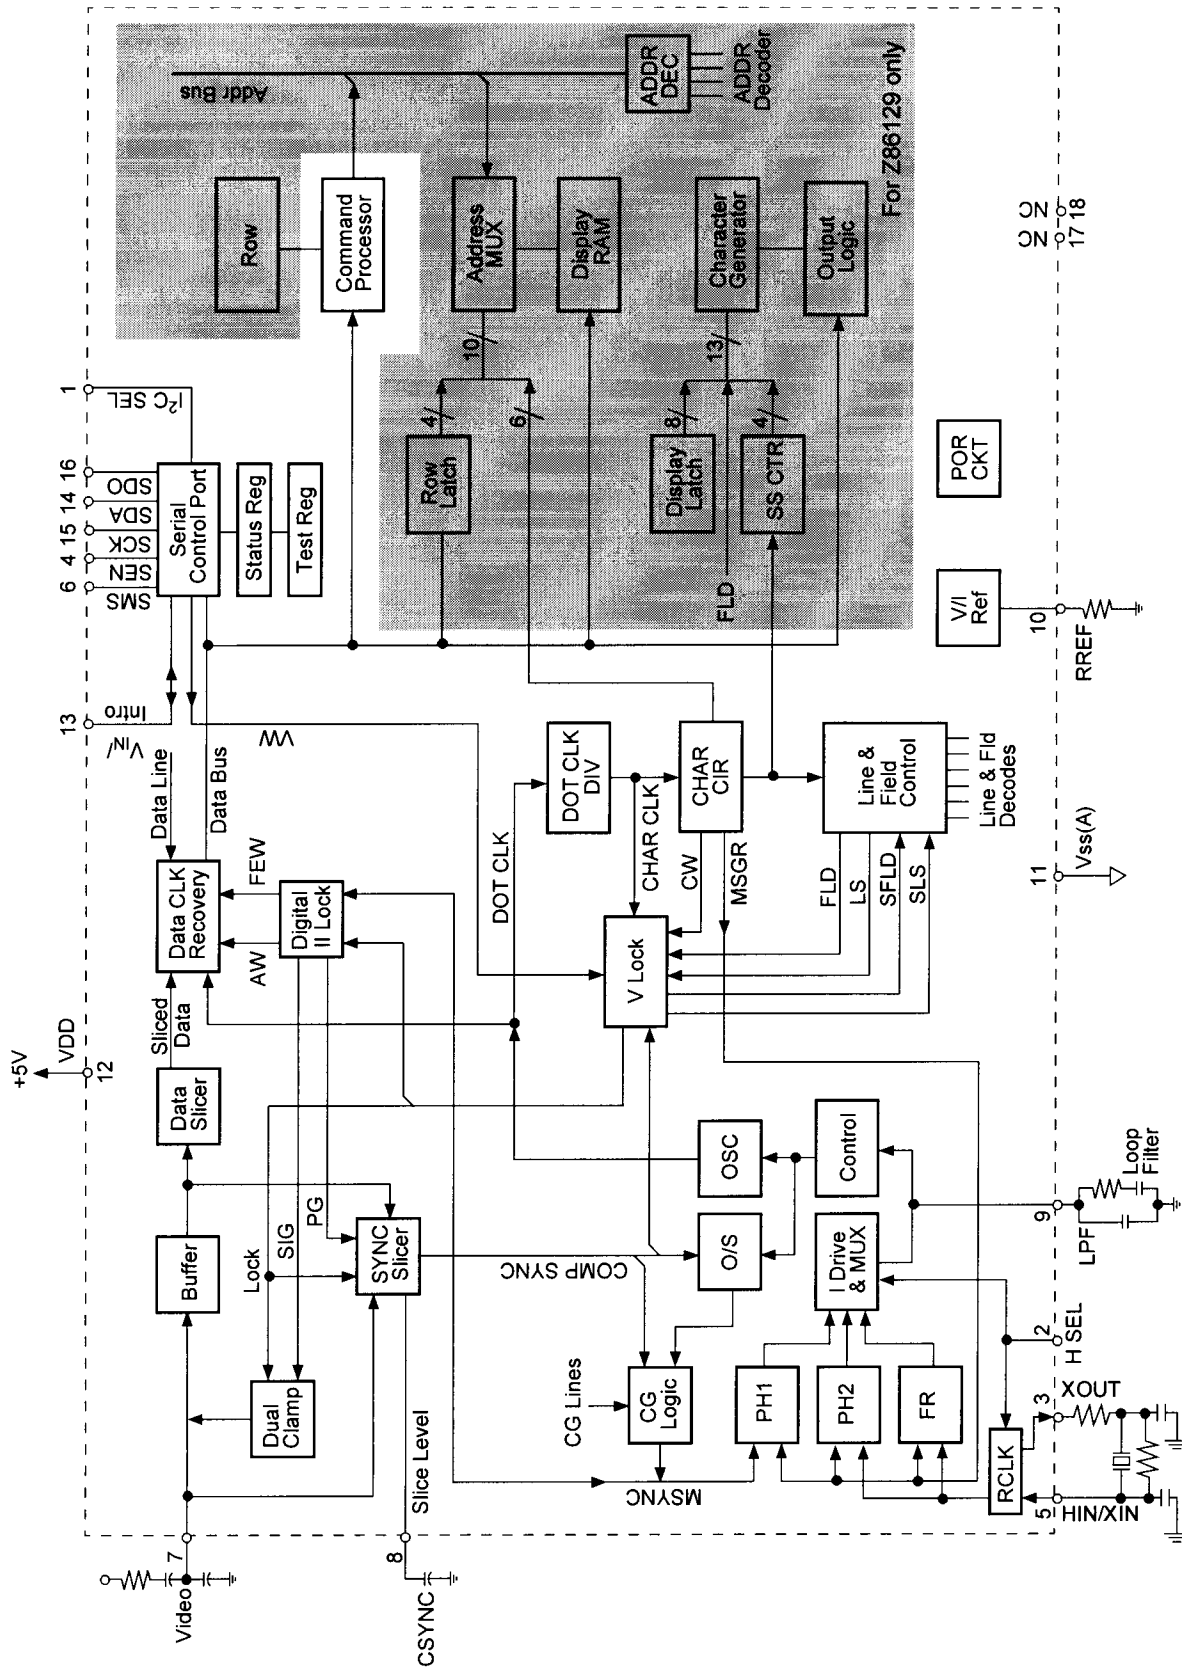 +5V
VDD
12
Video
7
CSYNC
8
Slice Level
Dual
Clamp
Buffer
Data
Slicer
Sliced
Data
Data CLK
Recovery
Data Line
Data Bus
VIN/
Intro
13
VW
SMS
6
SEN
4
SCK
15
SDA
14
SDO
16
I²C SEL
1
Serial
Control Port
Status Reg
Test Reg
Lock
SIG
PG
SYNC
Slicer
AW
FEW
Digital
II Lock
Row
Command
Processor
Addr Bus
Row
Latch
4
6
10
Address
MUX
Display
RAM
ADDR
DEC
ADDR
Decoder
Display
Latch
8
FLD
SS CTR
4
13
Character
Generator
Output
Logic
For Z86129 only
COMP SYNC
MSYNC
CG Lines
CG
Logic
O/S
OSC
DOT CLK
DOT CLK
DIV
CHAR CLK
CHAR
CIR
CW
MSGR
V Lock
FLD
LS
SFLD
SLS
Line &
Field
Control
Line & Fld
Decodes
PH1
PH2
FR
I Drive
& MUX
Control
RCLK
V/I
Ref
POR
CKT
5
HIN/XIN
3
XOUT
2
H SEL
9
LPF
Loop
Filter
11
Vss(A)
10
RREF
17
NC
18
NC